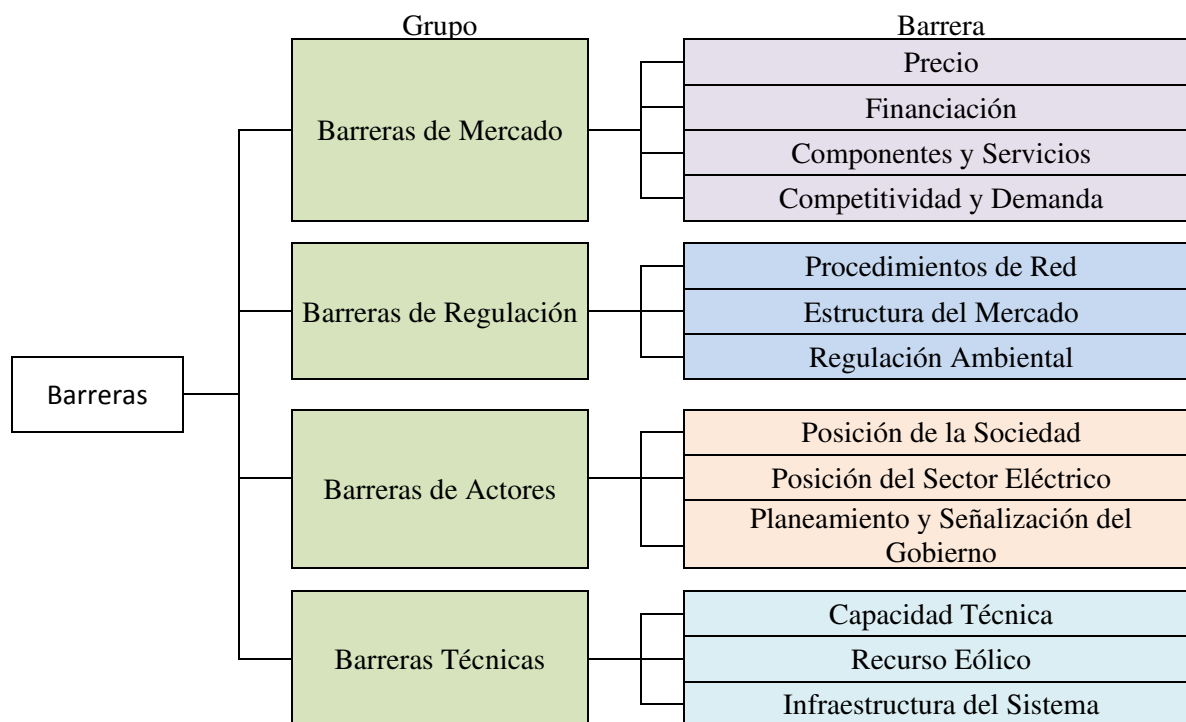 Grupo
Barrera
Barreras
Barreras de Mercado
Precio
Financiación
Componentes y Servicios
Competitividad y Demanda
Barreras de Regulación
Procedimientos de Red
Estructura del Mercado
Regulación Ambiental
Barreras de Actores
Posición de la Sociedad
Posición del Sector Eléctrico
Planeamiento y Señalización del
Gobierno
Barreras Técnicas
Capacidad Técnica
Recurso Eólico
Infraestructura del Sistema